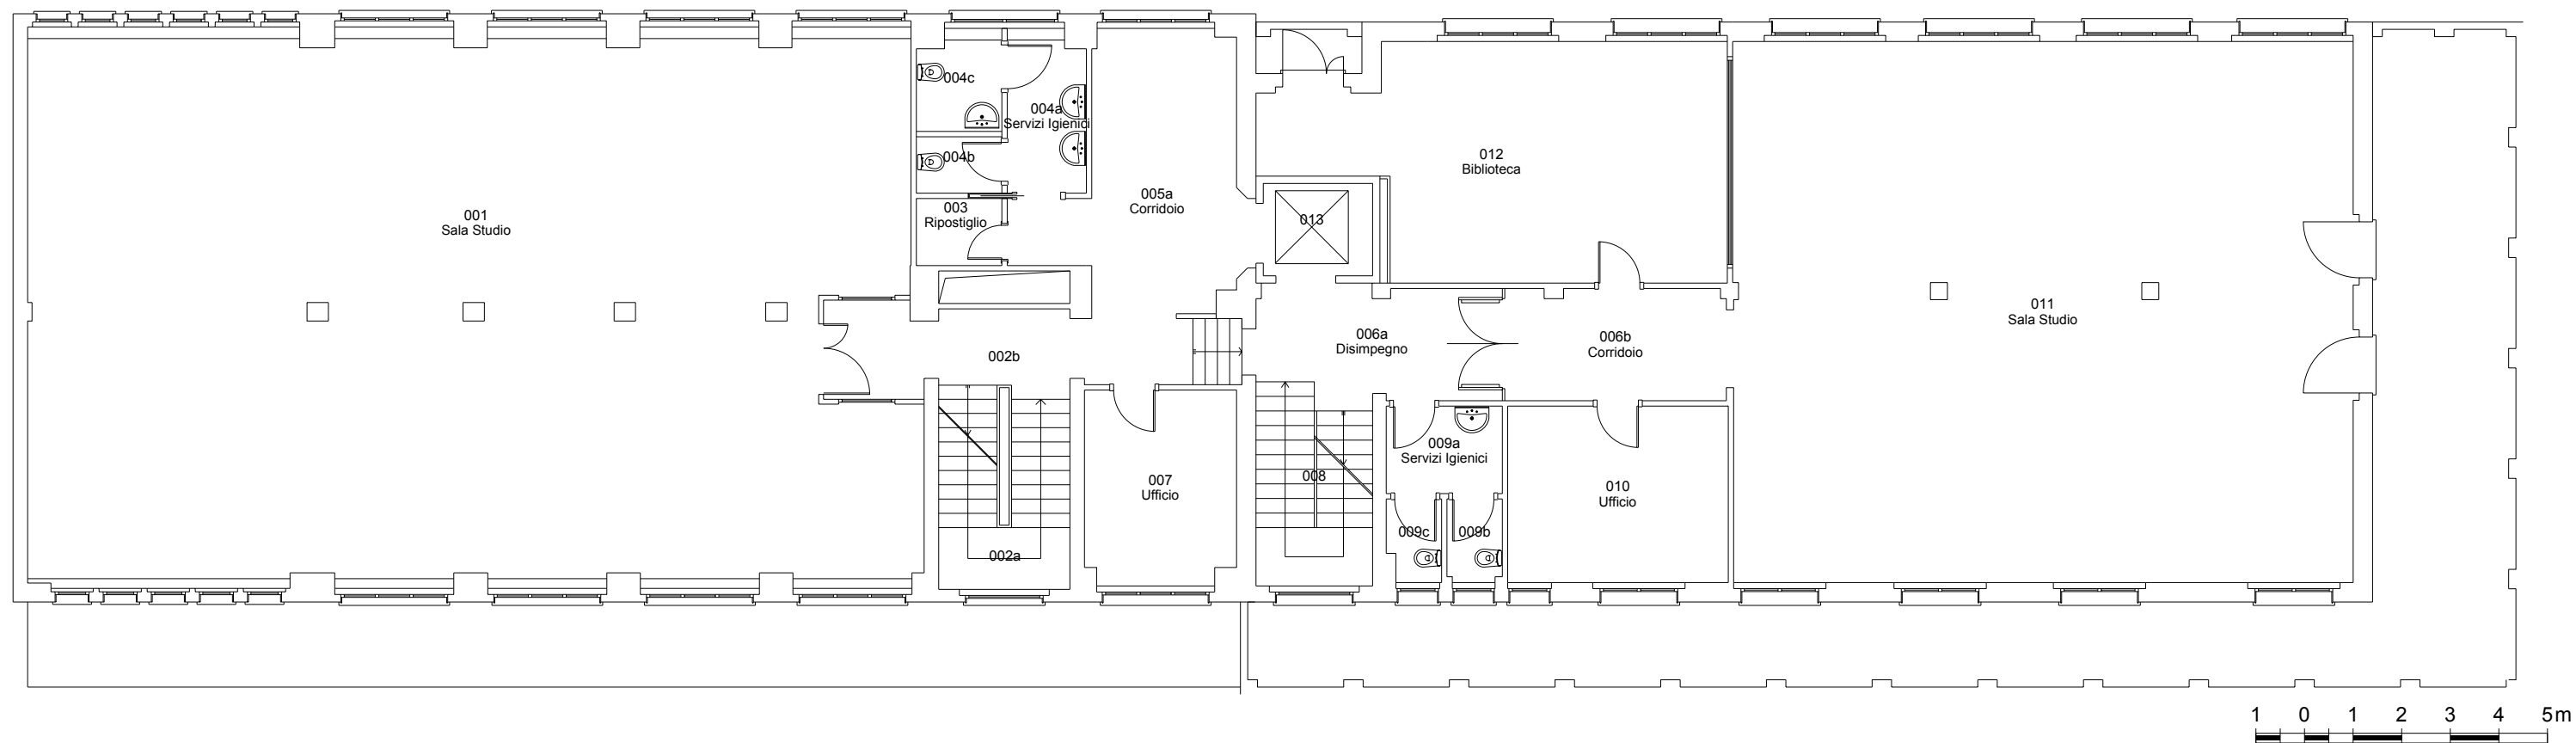 004c
004a
Servizi Igienici
004b
003
Ripostiglio
001
Sala Studio
005a
Corridoio
013
012
Biblioteca
011
Sala Studio
002b
006a
Disimpegno
006b
Corridoio
009a
Servizi Igienici
007
Ufficio
008
010
Ufficio
009c
009b
002a
1 0 1 2 3 4 5m